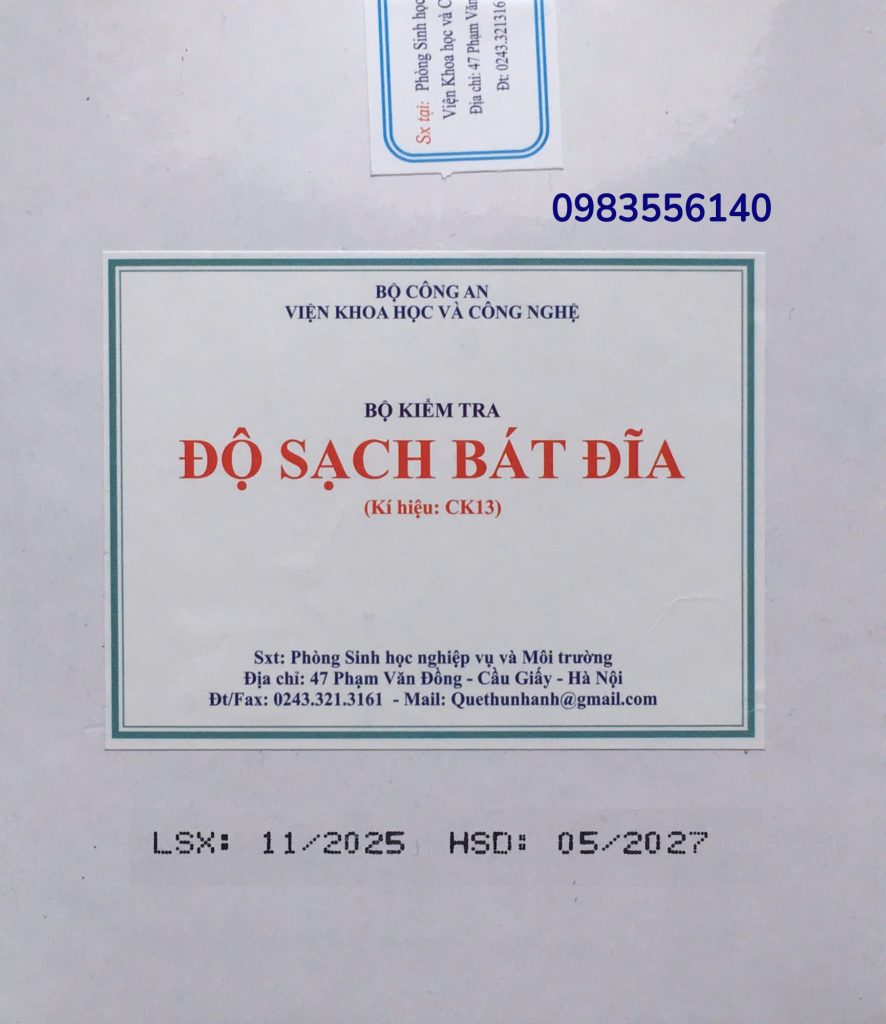 Sx tại: Phòng Sinh học
Viện Khoa học và C
Địa chỉ: 47 Phạm Văn
Đt: 0243.321316
0983556140
BỘ CÔNG AN
VIỆN KHOA HỌC VÀ CÔNG NGHỆ
BỘ KIỂM TRA
ĐỘ SẠCH BÁT ĐĨA
(Kí hiệu: CK13)
Sxt: Phòng Sinh học nghiệp vụ và Môi trường
Địa chỉ: 47 Phạm Văn Đồng - Cầu Giấy - Hà Nội
Đt/Fax: 0243.321.3161 - Mail: Quethunhanh@gmail.com
LSX: 11/2025 HSD: 05/2027